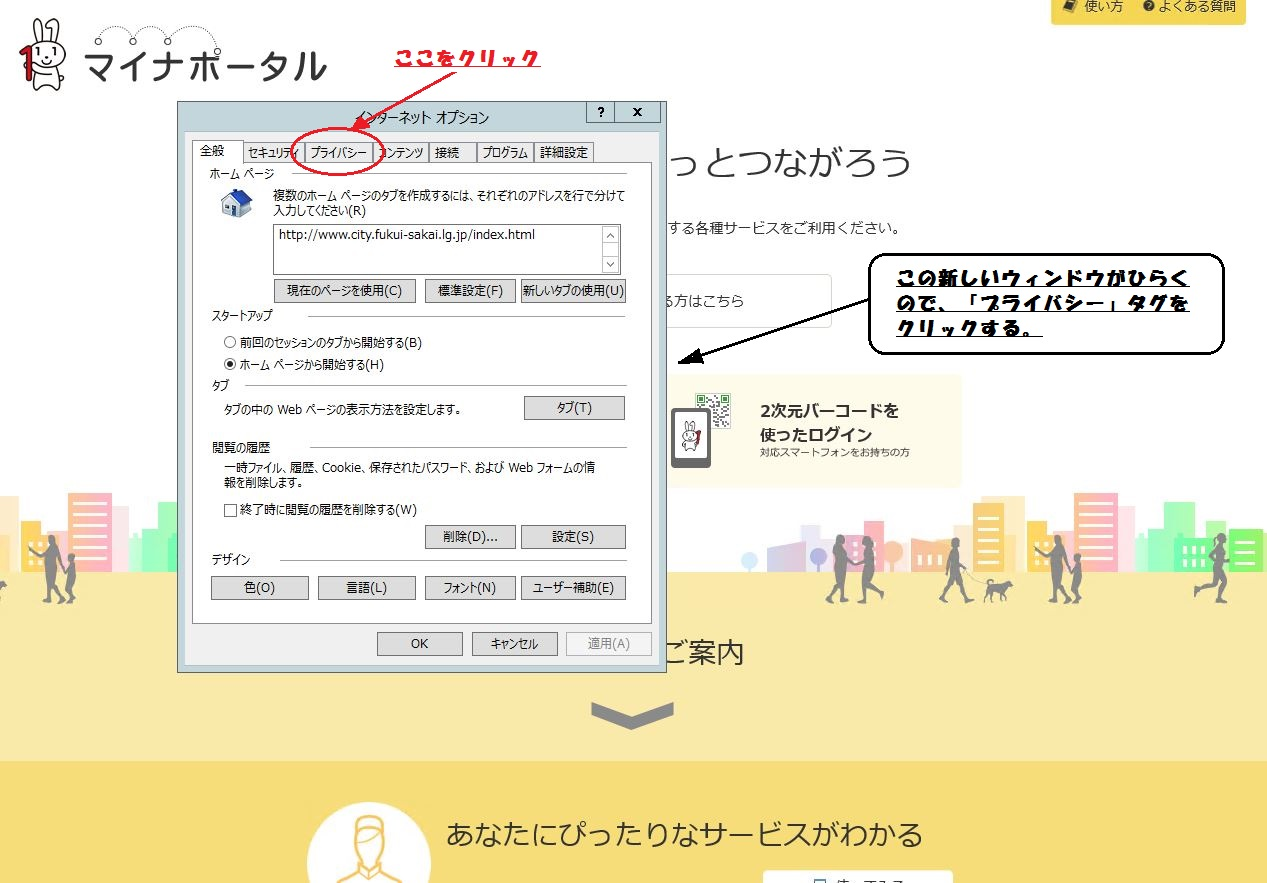 使い方 よくある質問
マイナポータル
ここをクリック
インターネット オプション
? x
全般 セキュリティ プライバシー コンテンツ 接続 プログラム 詳細設定
ホーム ページ
複数のホーム ページのタブを作成するには、それぞれのアドレスを行で分けて
入力してください(R)
http://www.city.fukui-sakai.lg.jp/index.html
現在のページを使用(C) 標準設定(F) 新しいタブの使用(U)
スタートアップ
前回のセッションのタブから開始する(B)
ホーム ページから開始する(H)
タブ
タブの中の Web ページの表示方法を設定します。
タブ(T)
閲覧の履歴
一時ファイル、履歴、Cookie、保存されたパスワード、および Web フォームの情
報を削除します。
終了時に閲覧の履歴を削除する(W)
削除(D)... 設定(S)
デザイン
色(O) 言語(L) フォント(N) ユーザー補助(E)
OK キャンセル 適用(A)
っとつながろう
する各種サービスをご利用ください。
る方はこちら
この新しいウィンドウがひらく
ので、「プライバシー」タグを
クリックする。
2次元バーコードを
使ったログイン
対応スマートフォンをお持ちの方
ご案内
あなたにぴったりなサービスがわかる